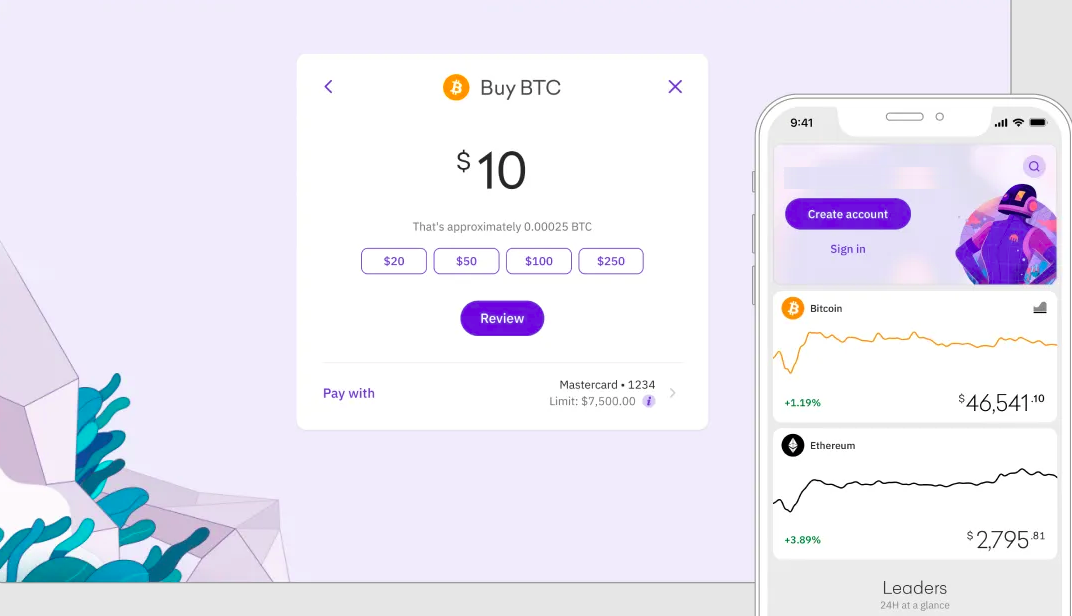 Buy BTC
$10
That's approximately 0.00025 BTC
$20 $50 $100 $250
Review
Pay with
Mastercard • 1234
Limit: $7,500.00 i
9:41
Create account
Sign in
Bitcoin
+1.19% $46,541.10
Ethereum
+3.89% $2,795.81
Leaders
24H at a glance